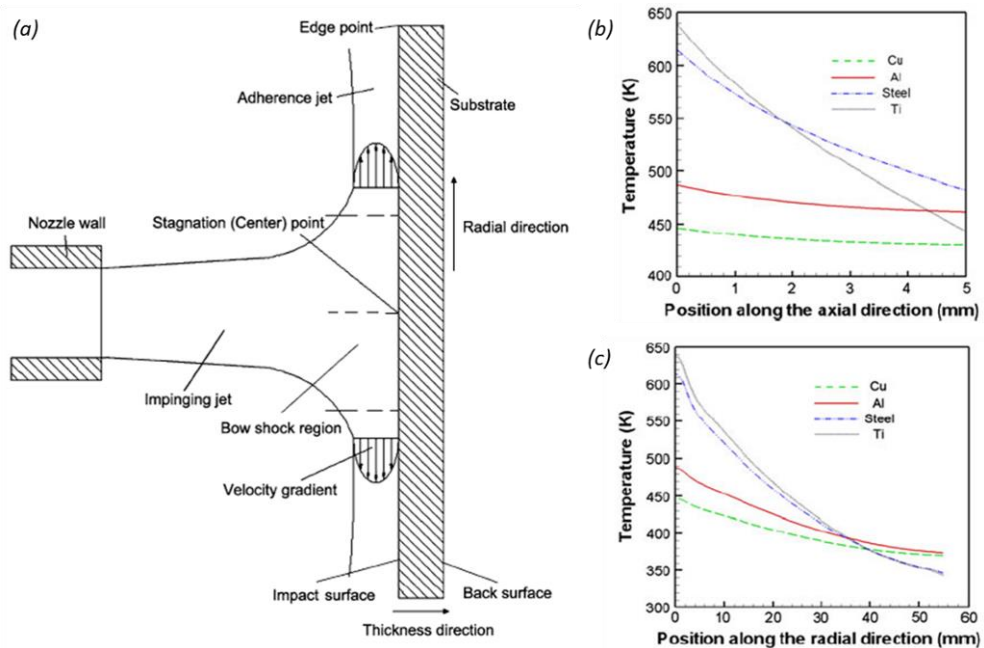 (a)
Edge point
Adherence jet
Substrate
Stagnation (Center) point
Radial direction
Nozzle wall
Impinging jet
Bow shock region
Velocity gradient
Impact surface
Back surface
Thickness direction
(b)
650
600
550
500
450
400
Temperature (K)
Cu
Al
Steel
Ti
0 1 2 3 4 5
Position along the axial direction (mm)
(c)
650
600
550
500
450
400
350
300
Temperature (K)
Cu
Al
Steel
Ti
0 10 20 30 40 50 60
Position along the radial direction (mm)